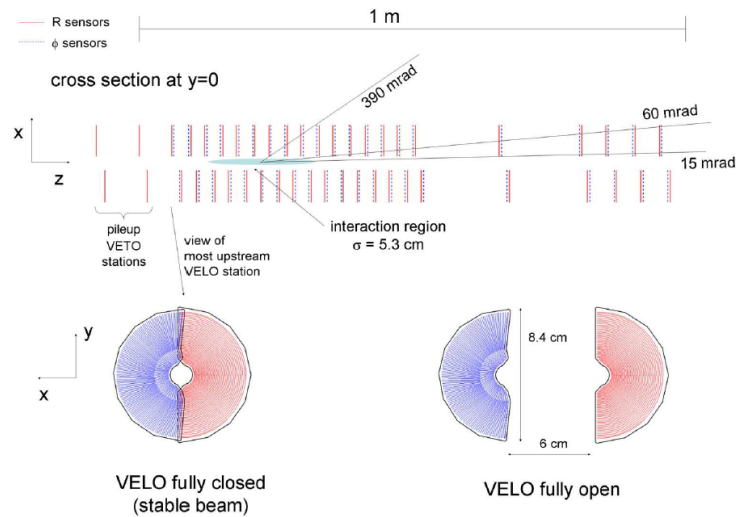 R sensors
ϕ sensors
1 m
cross section at y=0
390 mrad
60 mrad
15 mrad
x
z
pileup
VETO
stations
view of
most upstream
VELO station
interaction region
σ = 5.3 cm
y
x
8.4 cm
6 cm
VELO fully closed
(stable beam)
VELO fully open